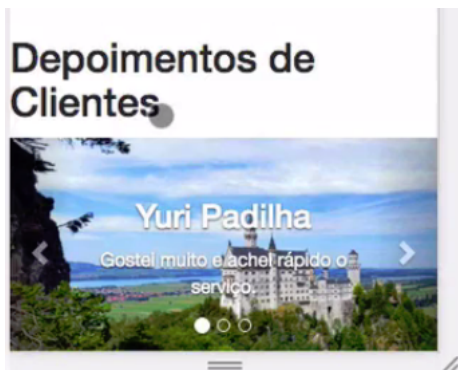 Depoimentos de
Clientes
Yuri Padilha
Gostei muito e achei rápido o
serviço.